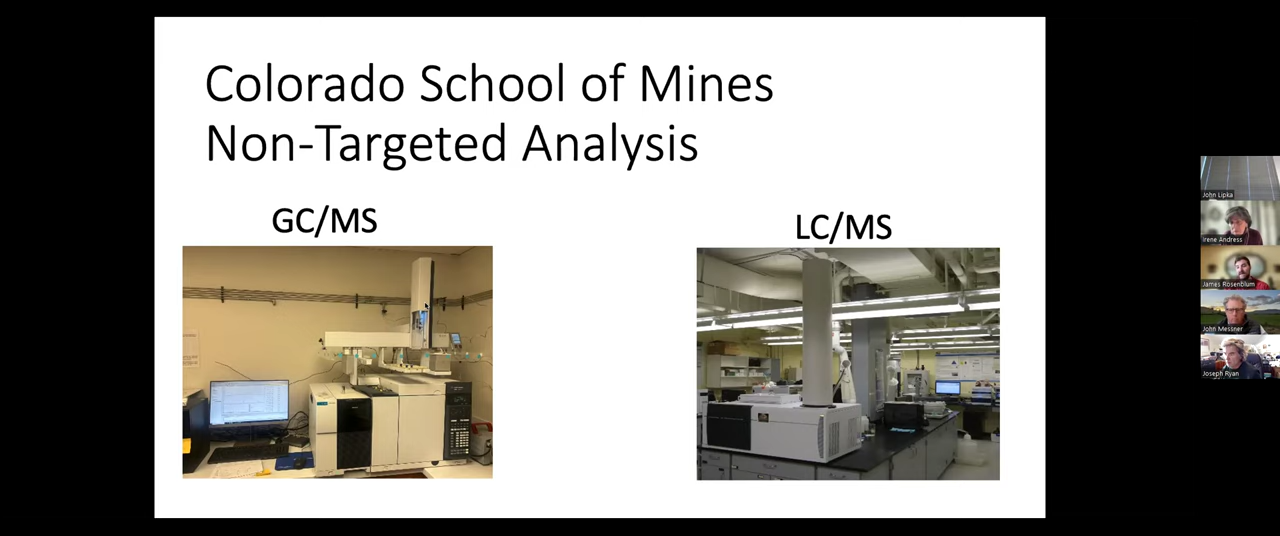 Colorado School of Mines
Non-Targeted Analysis
GC/MS
LC/MS
John Lipka
Irene Andress
James Rosenblum
John Messner
Joseph Ryan